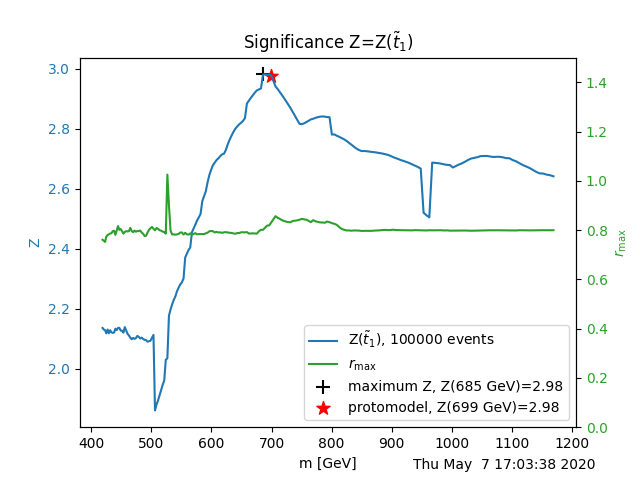 Significance Z=Z(t̃₁)
3.0
2.8
2.6
2.4
2.2
2.0
Z
1.4
1.2
1.0
0.8
0.6
0.4
0.2
0.0
r_max
Z(t̃₁), 100000 events
r_max
maximum Z, Z(685 GeV)=2.98
protomodel, Z(699 GeV)=2.98
400 500 600 700 800 900 1000 1100 1200
m [GeV]
Thu May 7 17:03:38 2020